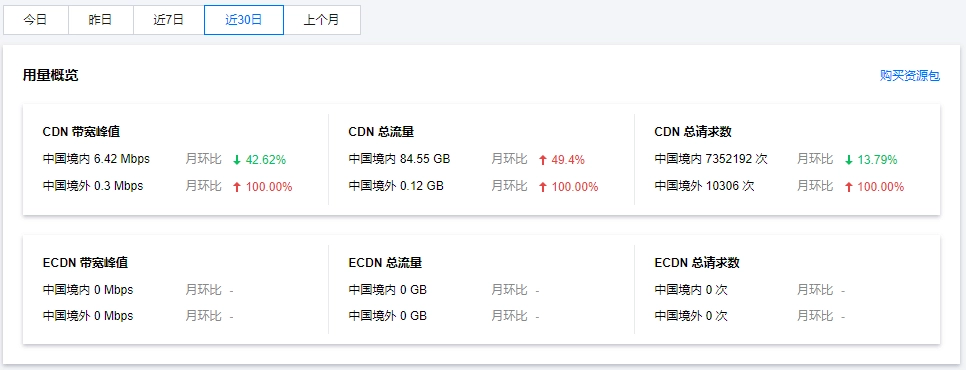 今日 昨日 近7日 近30日 上个月
用量概览 购买资源包
CDN 带宽峰值 CDN 总流量 CDN 总请求数
中国境内 6.42 Mbps 月环比 ↓ 42.62% 中国境内 84.55 GB 月环比 ↑ 49.4% 中国境内 7352192 次 月环比 ↓ 13.79%
中国境外 0.3 Mbps 月环比 ↑ 100.00% 中国境外 0.12 GB 月环比 ↑ 100.00% 中国境外 10306 次 月环比 ↑ 100.00%
ECDN 带宽峰值 ECDN 总流量 ECDN 总请求数
中国境内 0 Mbps 月环比 - 中国境内 0 GB 月环比 - 中国境内 0 次 月环比 -
中国境外 0 Mbps 月环比 - 中国境外 0 GB 月环比 - 中国境外 0 次 月环比 -